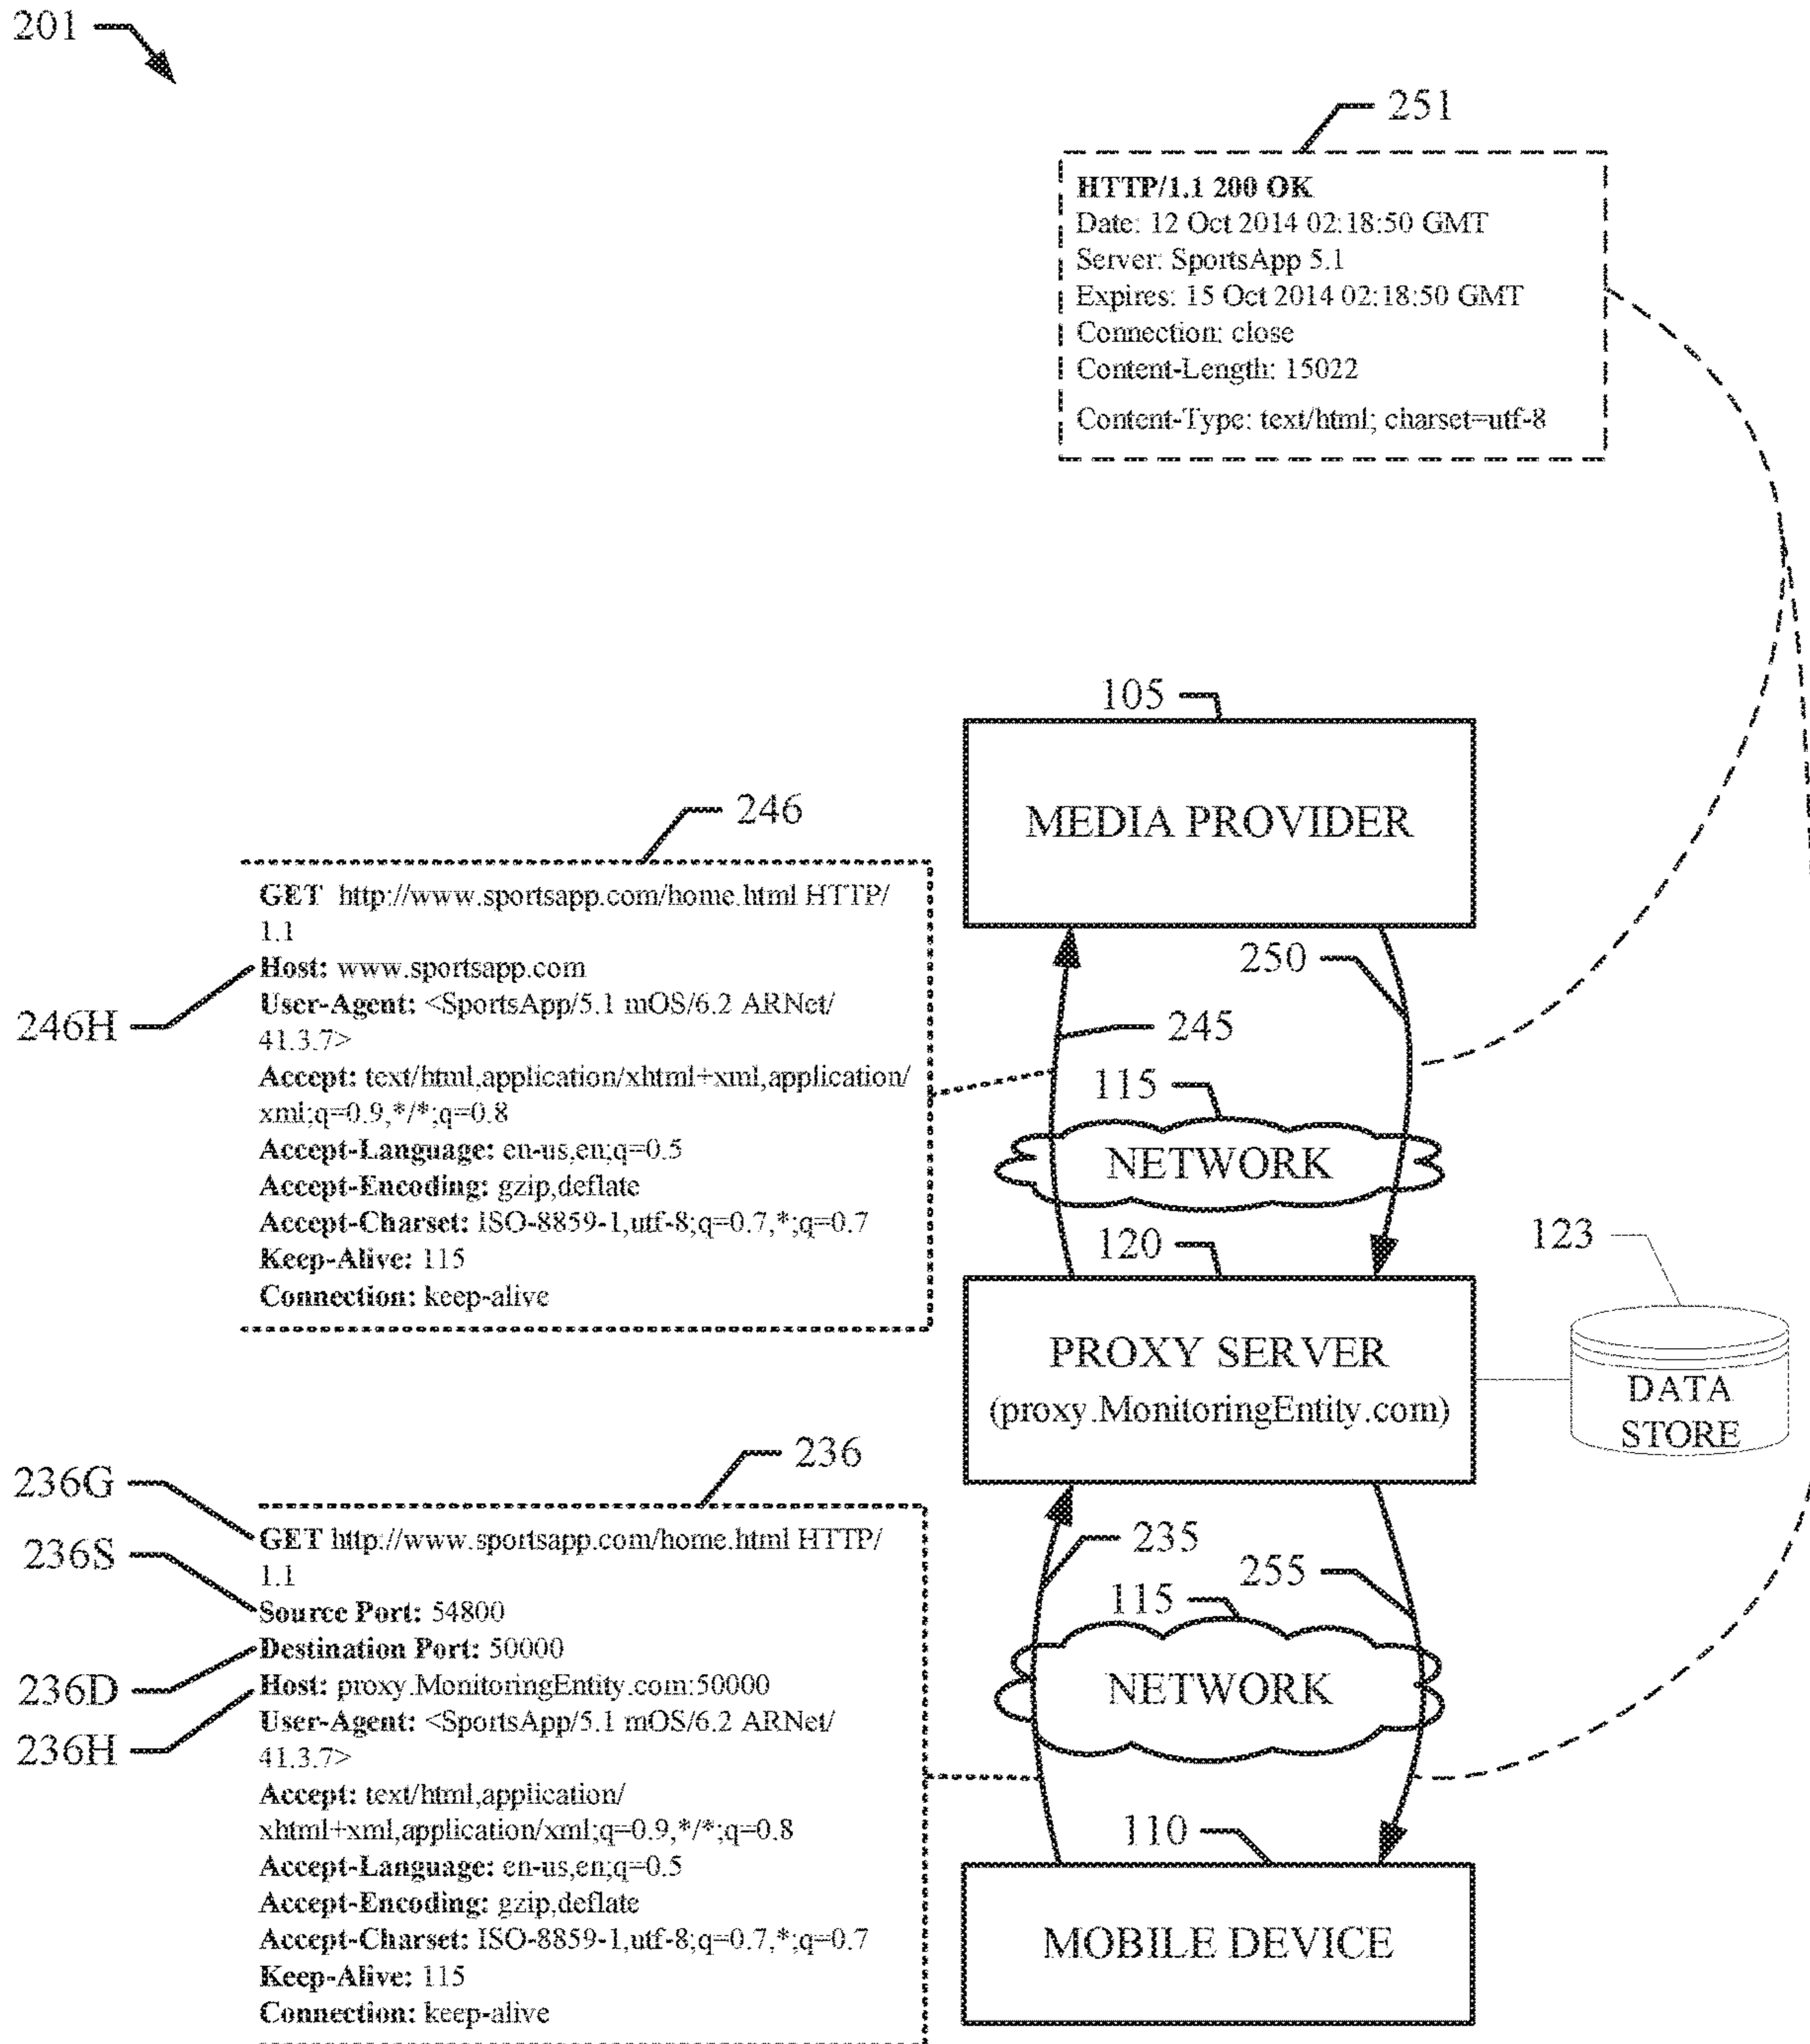 201
251
HTTP/1.1 200 OK
Date: 12 Oct 2014 02:18:50 GMT
Server: SportsApp 5.1
Expires: 15 Oct 2014 02:18:50 GMT
Connection: close
Content-Length: 15022
Content-Type: text/html; charset=utf-8
105
MEDIA PROVIDER
246
GET http://www.sportsapp.com/home.html HTTP/
1.1
Host: www.sportsapp.com
User-Agent: <SportsApp/5.1 mOS/6.2 ARNet/
41.3.7>
Accept: text/html,application/xhtml+xml,application/
xml;q=0.9,*/*;q=0.8
Accept-Language: en-us,en;q=0.5
Accept-Encoding: gzip,deflate
Accept-Charset: ISO-8859-1,utf-8;q=0.7,*;q=0.7
Keep-Alive: 115
Connection: keep-alive
246H
250
245
115
NETWORK
120
PROXY SERVER
(proxy.MonitoringEntity.com)
123
DATA
STORE
236
236G
236S
236D
236H
GET http://www.sportsapp.com/home.html HTTP/
1.1
Source Port: 54800
Destination Port: 50000
Host: proxy.MonitoringEntity.com:50000
User-Agent: <SportsApp/5.1 mOS/6.2 ARNet/
41.3.7>
Accept: text/html,application/
xhtml+xml,application/xml;q=0.9,*/*;q=0.8
Accept-Language: en-us,en;q=0.5
Accept-Encoding: gzip,deflate
Accept-Charset: ISO-8859-1,utf-8;q=0.7,*;q=0.7
Keep-Alive: 115
Connection: keep-alive
235
255
115
NETWORK
110
MOBILE DEVICE